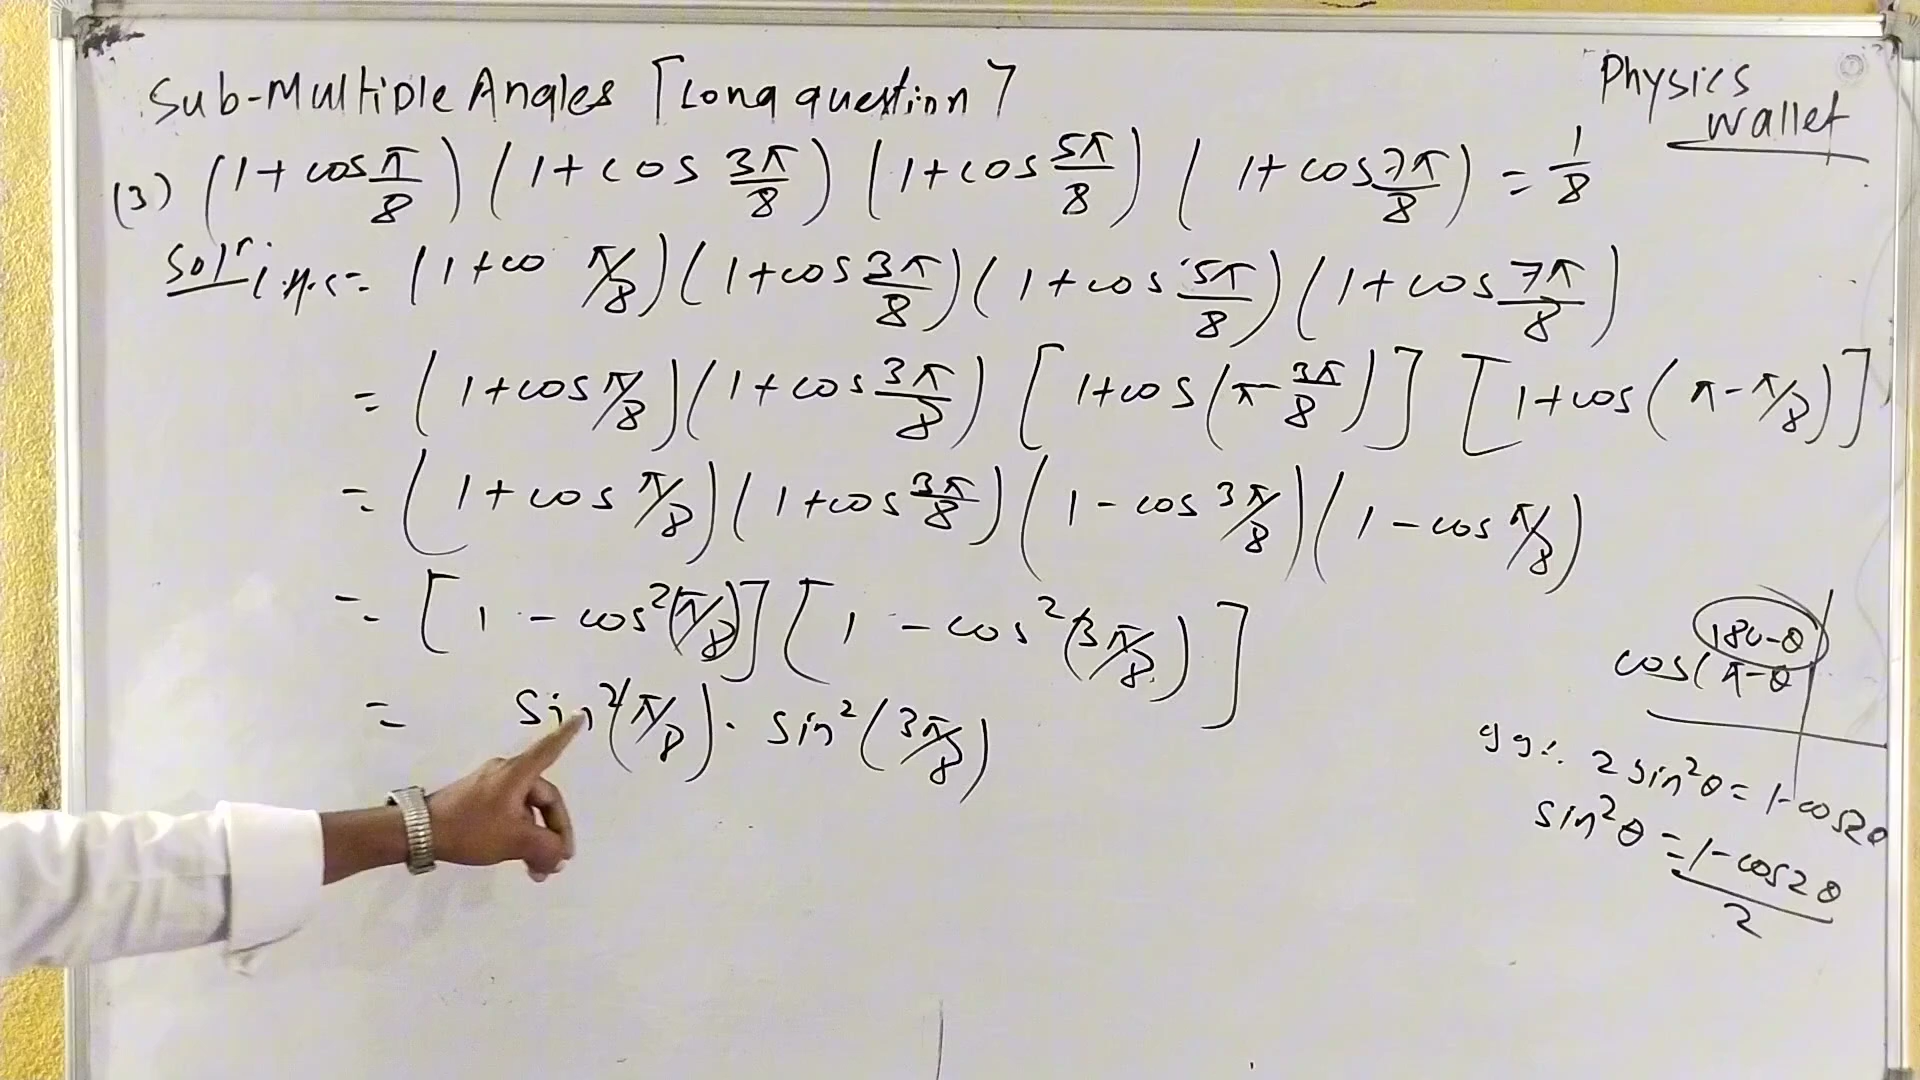 Sub-Multiple Angles [Long question]
Physics
Wallet
(3) (1+cos π/8) (1+cos 3π/8) (1+cos 5π/8) (1+cos 7π/8) = 1/8
Solⁿ: L.H.S = (1+co π/8) (1+cos 3π/8) (1+cos 5π/8) (1+cos 7π/8)
= (1+cos π/8) (1+cos 3π/8) [1+cos(π-3π/8)] [1+cos(π-π/8)]
= (1+cos π/8) (1+cos 3π/8) (1-cos 3π/8) (1-cos π/8)
= [1-cos²(π/8)] [1-cos²(3π/8)]
= sin²(π/8) · sin²(3π/8)
180-θ
cos(π-θ
2sin²θ = 1-cos2θ
sin²θ = 1-cos2θ/2